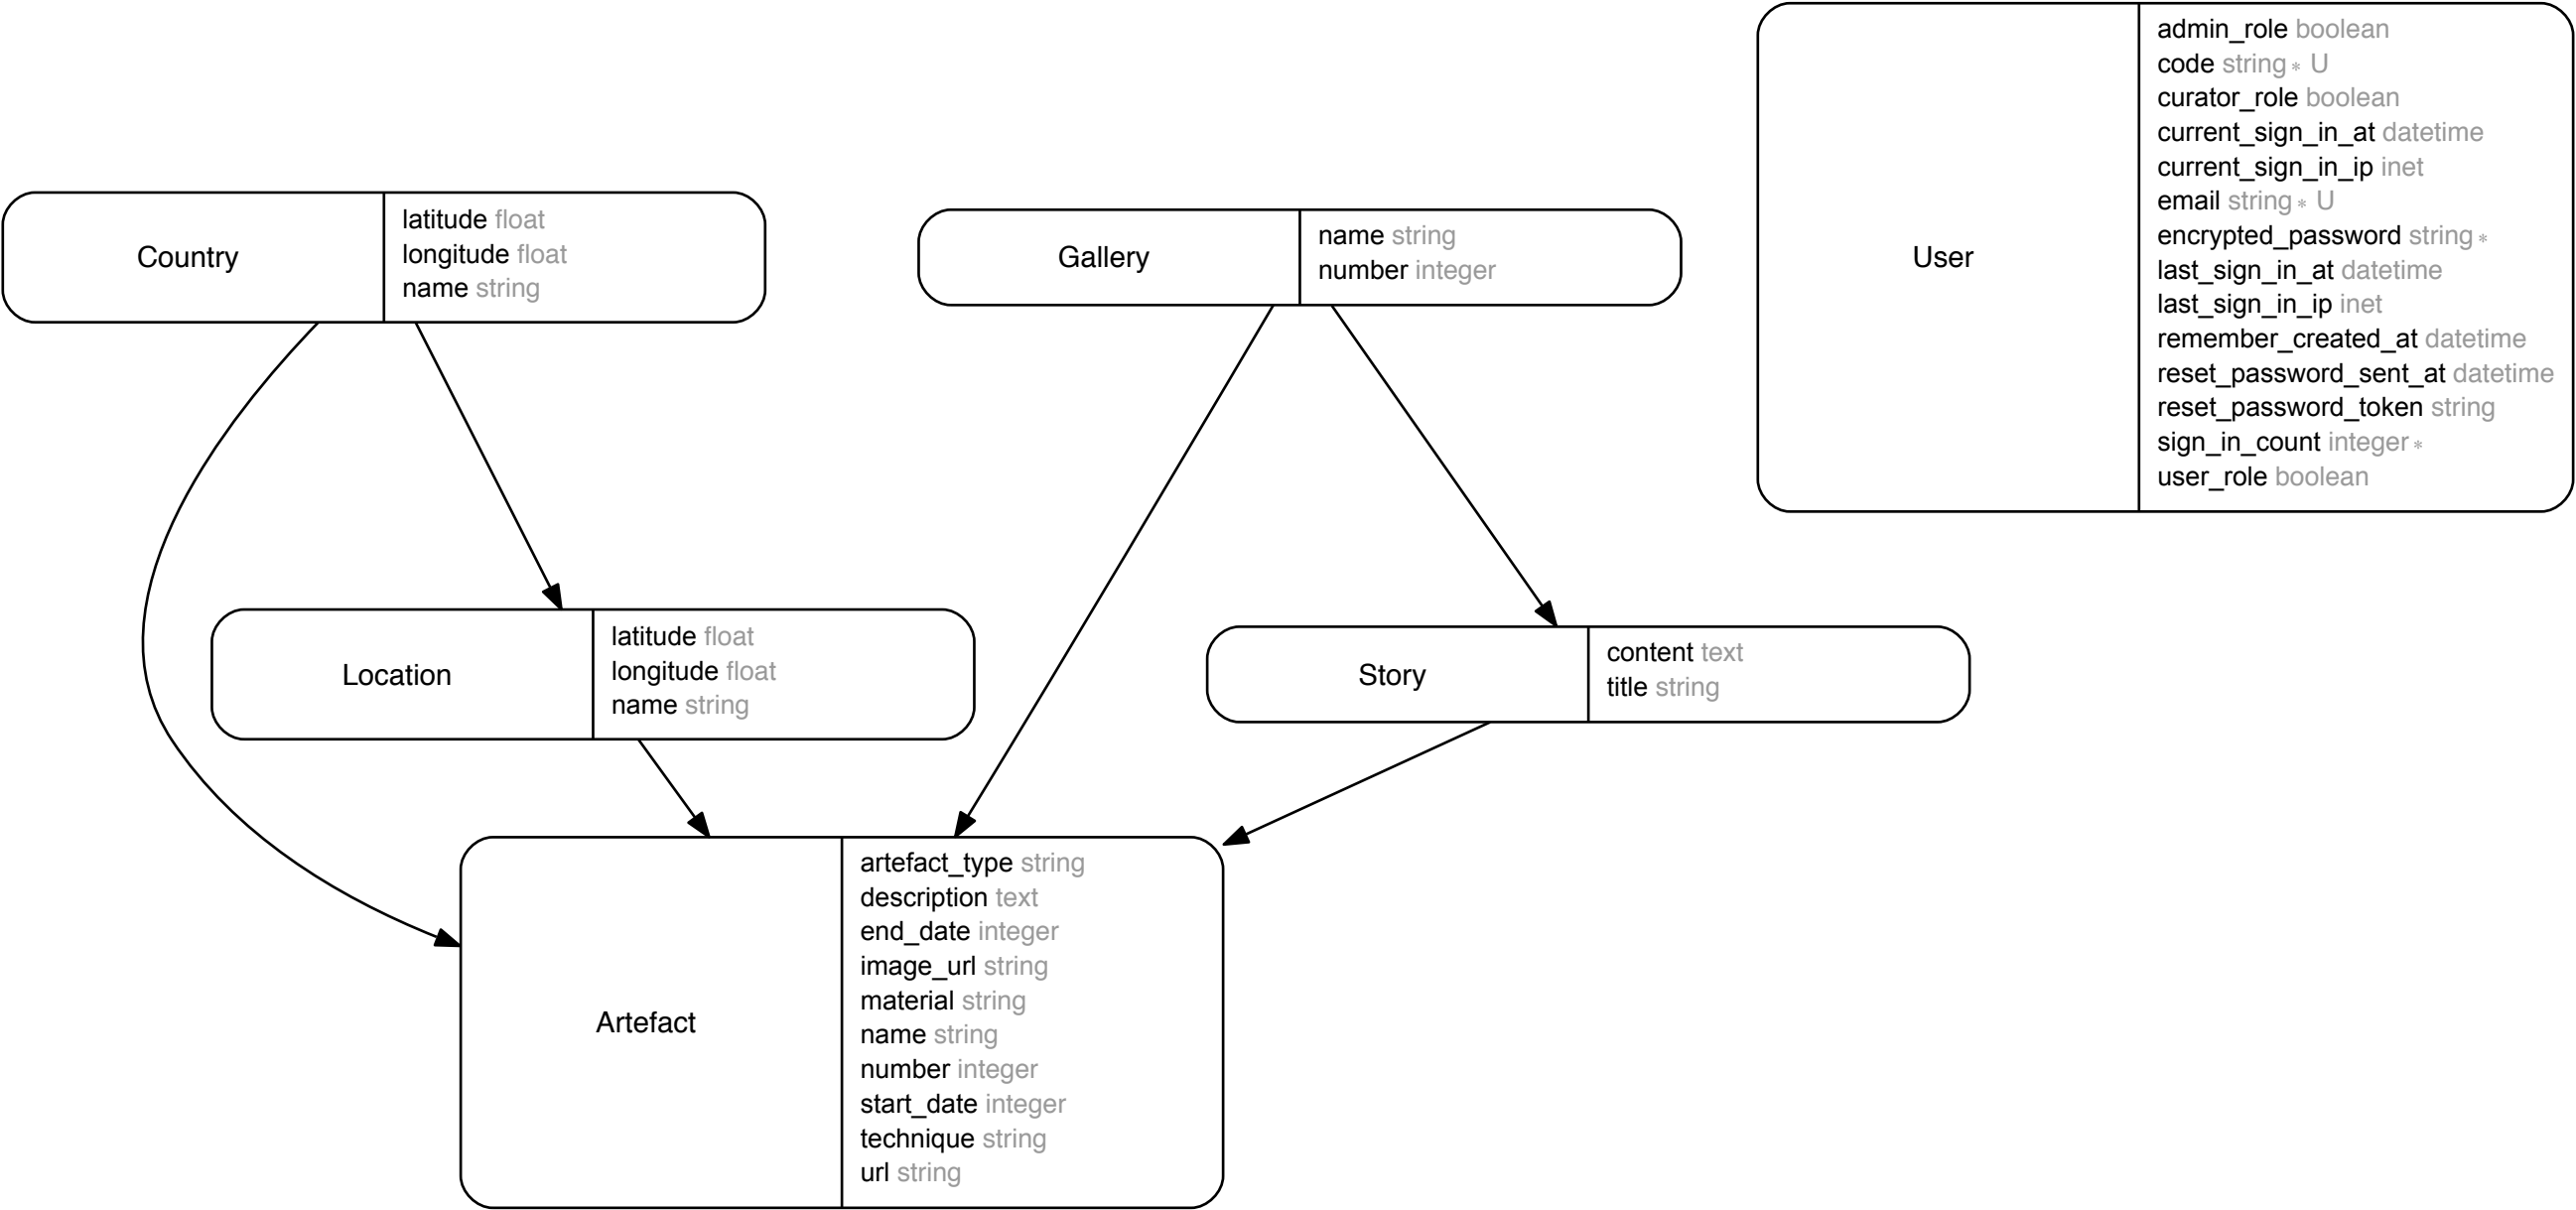 Country
latitude float
longitude float
name string
Gallery
name string
number integer
User
admin_role boolean
code string∗ U
curator_role boolean
current_sign_in_at datetime
current_sign_in_ip inet
email string∗ U
encrypted_password string∗
last_sign_in_at datetime
last_sign_in_ip inet
remember_created_at datetime
reset_password_sent_at datetime
reset_password_token string
sign_in_count integer∗
user_role boolean
Location
latitude float
longitude float
name string
Story
content text
title string
Artefact
artefact_type string
description text
end_date integer
image_url string
material string
name string
number integer
start_date integer
technique string
url string